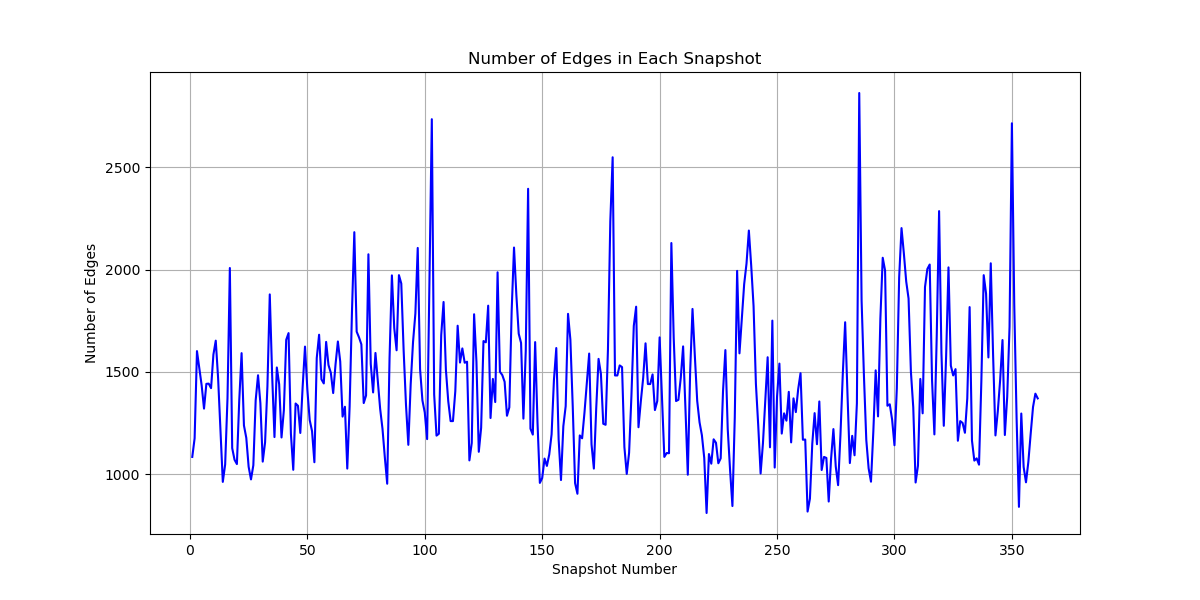 Number of Edges in Each Snapshot
Number of Edges
2500
2000
1500
1000
0 50 100 150 200 250 300 350
Snapshot Number